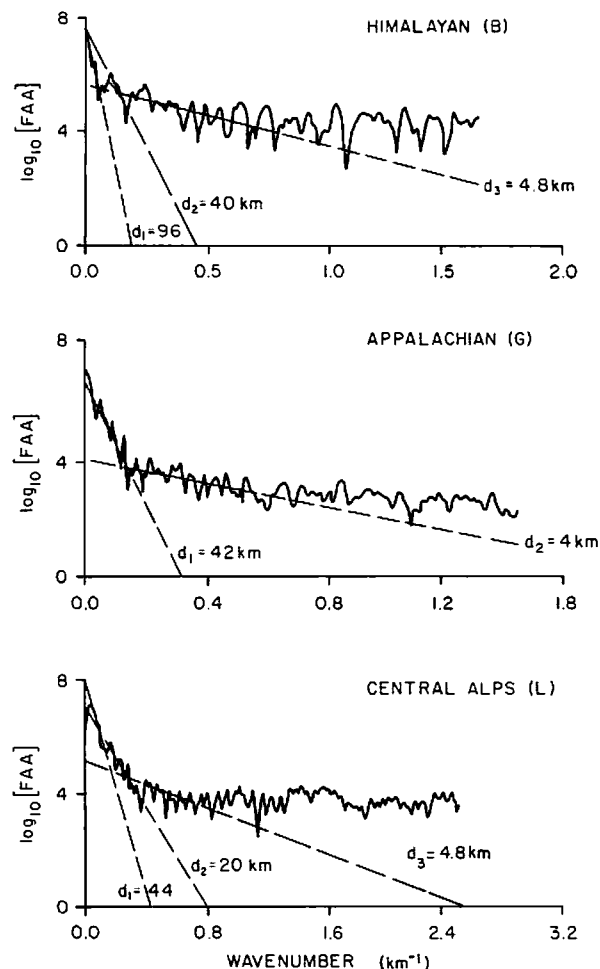 HIMALAYAN (B)
8
4
0
log₁₀ [FAA]
d₁ = 96
d₂ = 40 km
d₃ = 4.8 km
0.0 0.5 1.0 1.5 2.0
APPALACHIAN (G)
8
4
0
log₁₀ [FAA]
d₁ = 42 km
d₂ = 4 km
0.0 0.4 0.8 1.2 1.8
CENTRAL ALPS (L)
8
4
0
log₁₀ [FAA]
d₁ = 44
d₂ = 20 km
d₃ = 4.8 km
0.0 0.8 1.6 2.4 3.2
WAVENUMBER (km⁻¹)